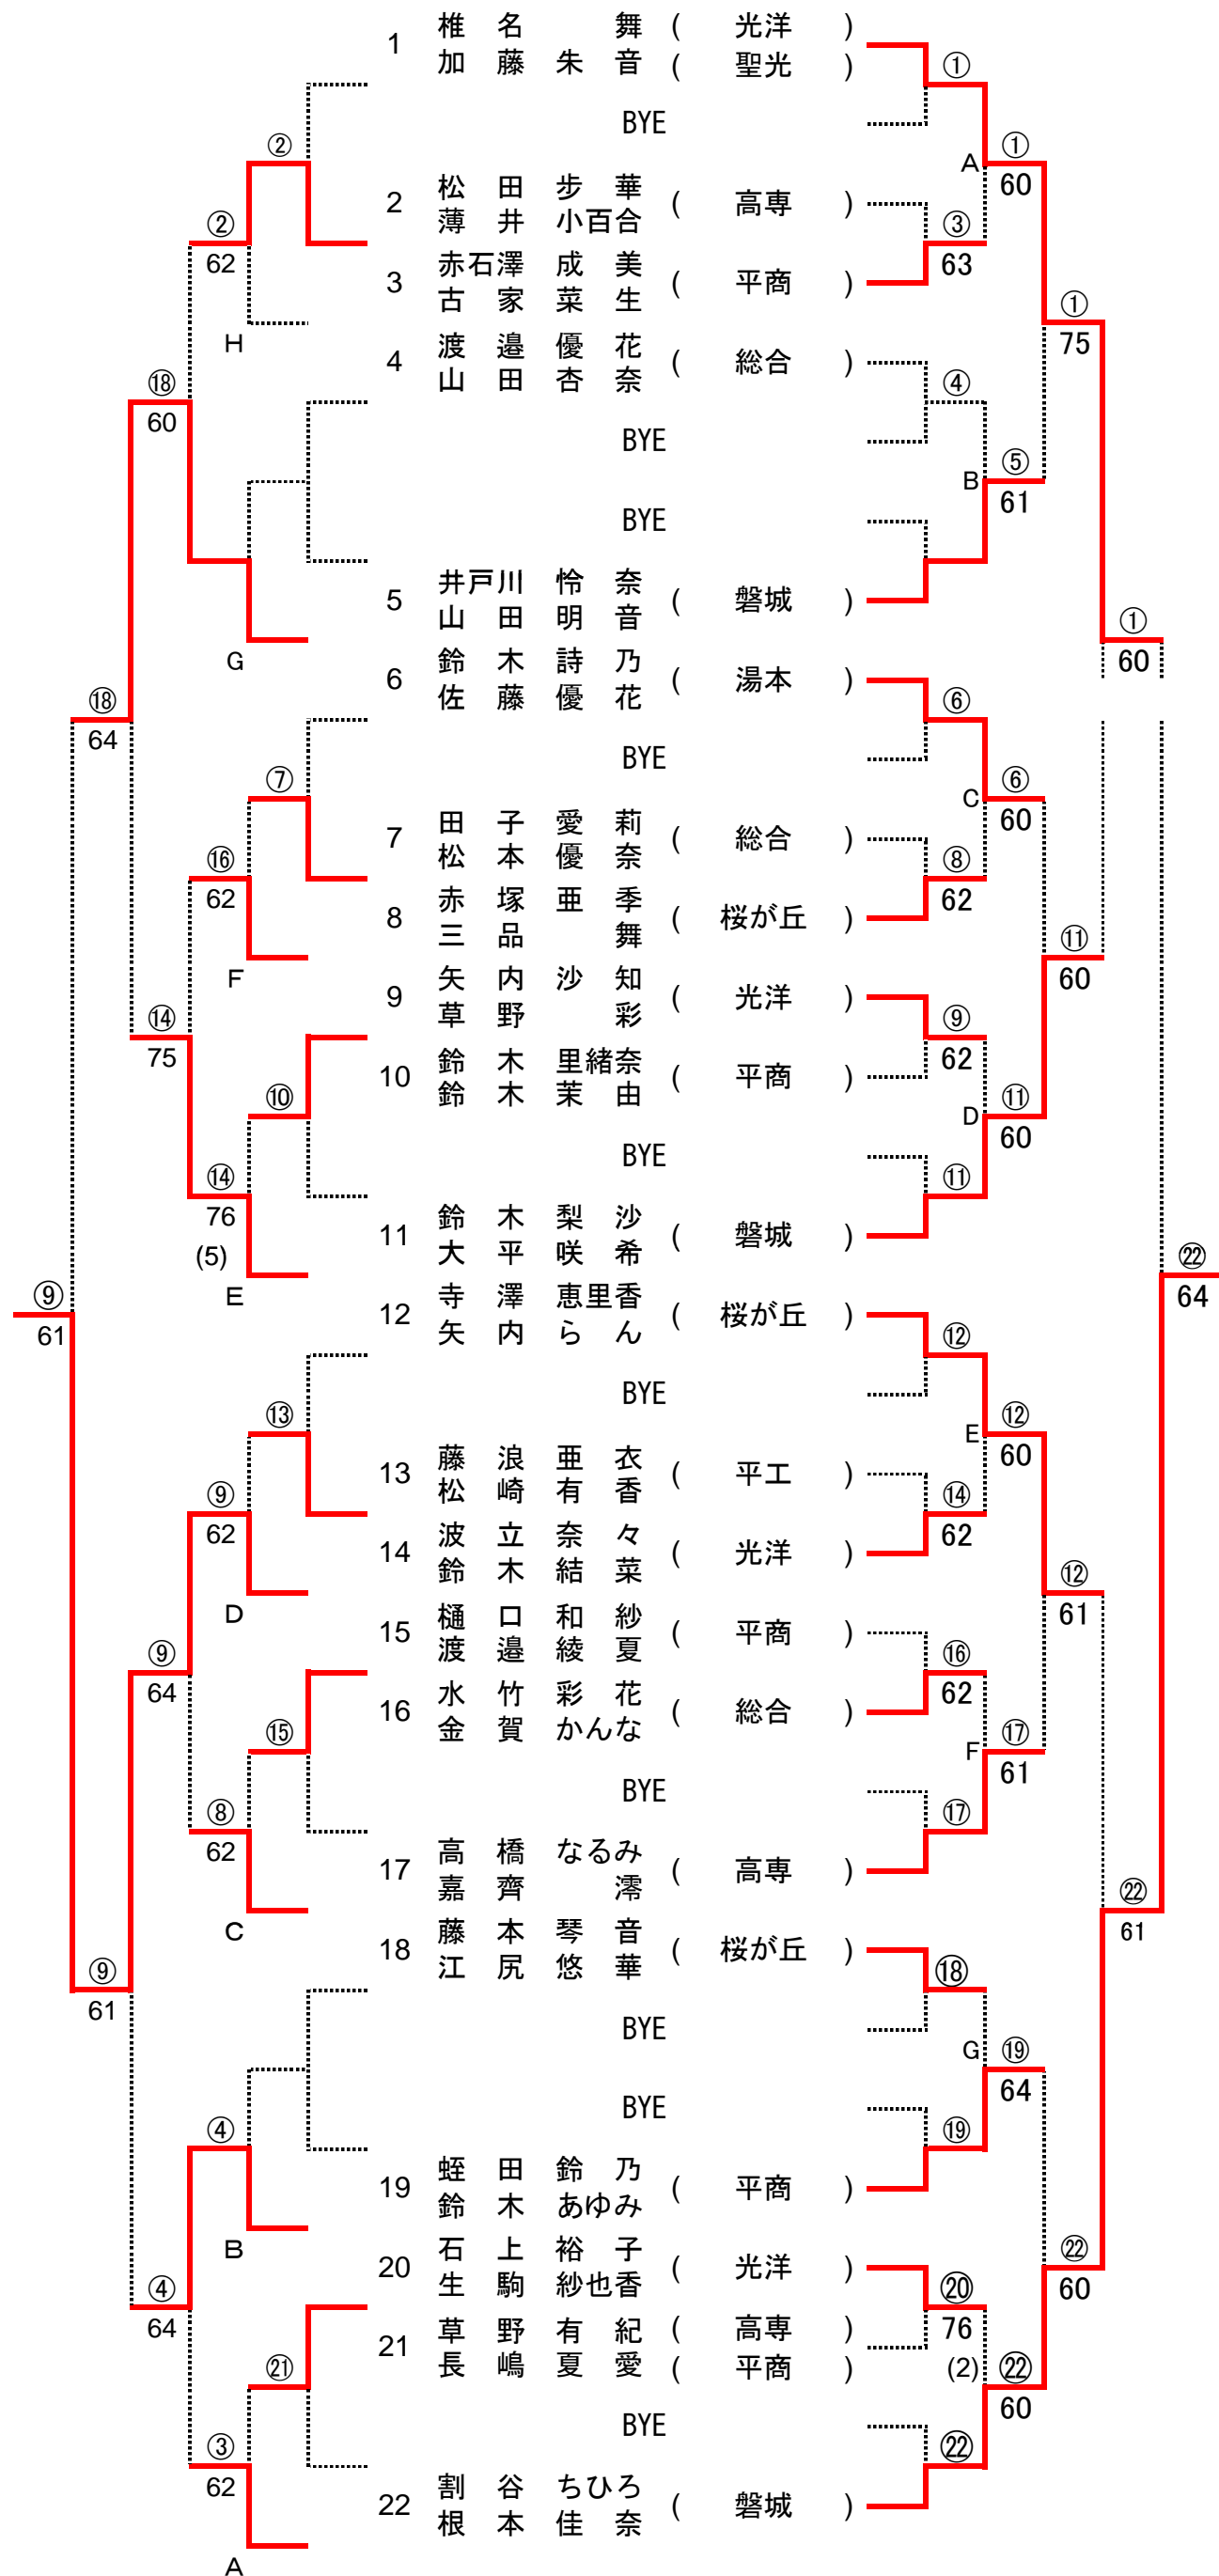 椎名 舞 ( 光洋 )
1
加藤朱音 ( 聖光 )
①
BYE
②
A ①
60
松田歩華
2 ( 高専 )
薄井小百合
② ③
62 63
赤石澤成美
3 ( 平商 )
古家菜生
①
H 75
渡邉優花
4 ( 総合 )
山田杏奈
⑱ ④
60
BYE
B ⑤
61
BYE
井戸川怜奈
5 ( 磐城 )
山田明音
①
G 60
鈴木詩乃
6 ( 湯本 )
佐藤優花
⑱ ⑥
64
BYE
⑦ C ⑥
60
田子愛莉
7 ( 総合 )
松本優奈
⑯ ⑧
62 62
赤塚亜季
8 ( 桜が丘 )
三品 舞
⑪
F 60
矢内沙知
9 ( 光洋 )
草野 彩
⑭ ⑨
75 62
鈴木里緒奈
10 ( 平商 )
鈴木茉由
⑩ D ⑪
60
BYE
⑭ ⑪
76
(5)
鈴木梨沙
11 ( 磐城 )
大平咲希
E
㉒
64
⑨
61
寺澤恵里香
12 ( 桜が丘 )
矢内らん
⑫
BYE
⑬ E ⑫
60
藤浪亜衣
13 ( 平工 )
松崎有香
⑨ ⑭
62 62
波立奈々
14 ( 光洋 )
鈴木結菜
⑫
D 61
樋口和紗
15 ( 平商 )
渡邉綾夏
⑨ ⑯
64 62
水竹彩花
16 ( 総合 )
金賀かんな
⑮ F ⑰
61
BYE
⑧ ⑰
62
高橋なるみ
17 ( 高専 )
嘉齊 澪
㉒
C 61
藤本琴音
18 ( 桜が丘 )
江尻悠華
⑨ ⑱
61
BYE
G ⑲
64
BYE
④ ⑲
蛭田鈴乃
19 ( 平商 )
鈴木あゆみ
B
㉒
60
石上裕子
20 ( 光洋 )
生駒紗也香
④ ⑳
64 76
(2)
草野有紀 ( 高専 )
21
長嶋夏愛 ( 平商 )
㉑ ㉒
60
BYE
③ ㉒
62
割谷ちひろ
22 ( 磐城 )
根本佳奈
A